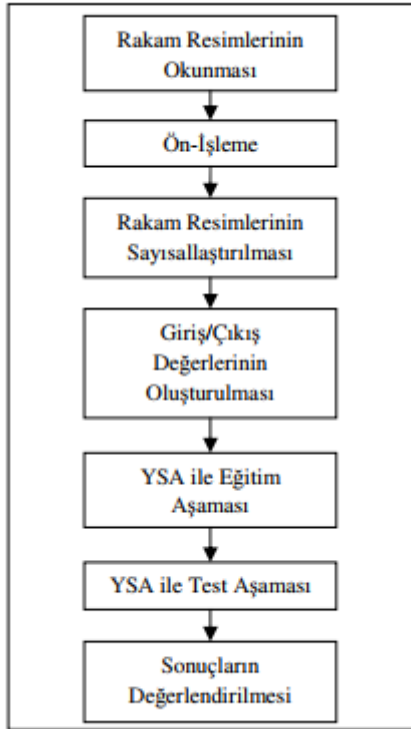 Rakam Resimlerinin
Okunması
Ön-İşleme
Rakam Resimlerinin
Sayısallaştırılması
Giriş/Çıkış
Değerlerinin
Oluşturulması
YSA ile Eğitim
Aşaması
YSA ile Test Aşaması
Sonuçların
Değerlendirilmesi